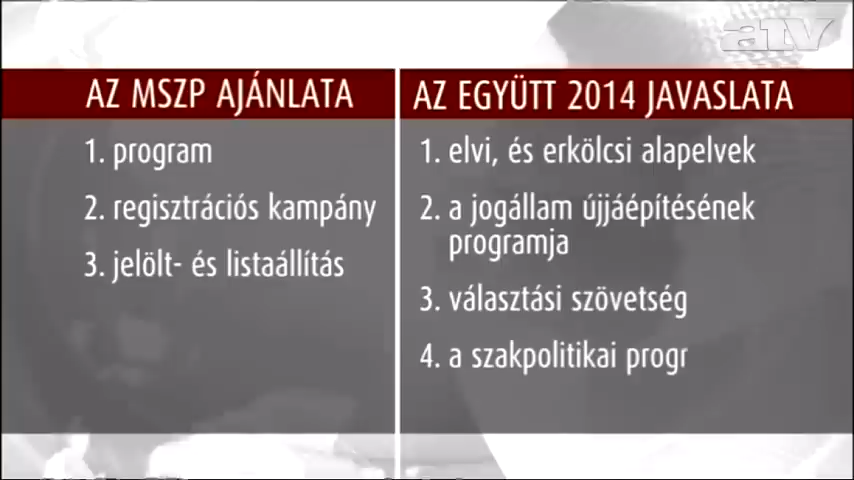 atv
AZ MSZP AJÁNLATA
1. program
2. regisztrációs kampány
3. jelölt- és listaállítás
AZ EGYÜTT 2014 JAVASLATA
1. elvi, és erkölcsi alapelvek
2. a jogállam újjáépítésének
programja
3. választási szövetség
4. a szakpolitikai progr